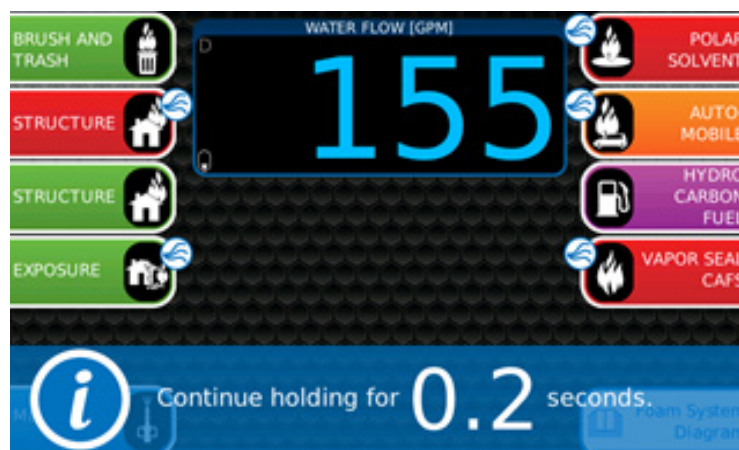 WATER FLOW [GPM]
D
155
BRUSH AND
TRASH
STRUCTURE
STRUCTURE
EXPOSURE
POLAR
SOLVENT
AUTO-
MOBILE
HYDRO
CARBON
FUEL
VAPOR SEAL
CAFS
i
Continue holding for 0.2 seconds.
Foam System
Diagram